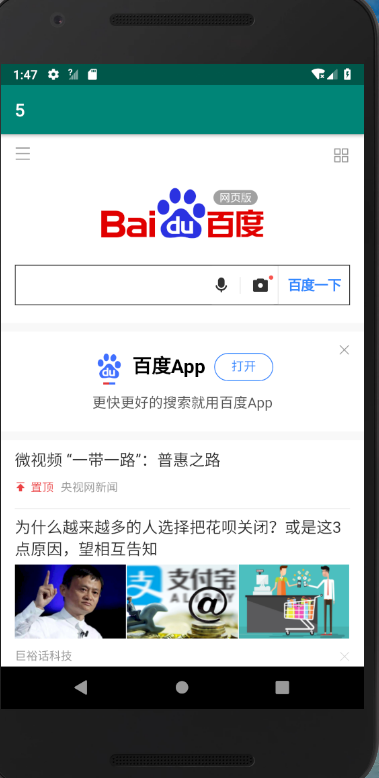 1:47
5
网页版
Bai du 百度
百度一下
du
百度App
打开
更快更好的搜索就用百度App
微视频 “一带一路”：普惠之路
置顶 央视网新闻
为什么越来越多的人选择把花呗关闭？或是这3
点原因，望相互告知
支付宝
@
巨裕话科技